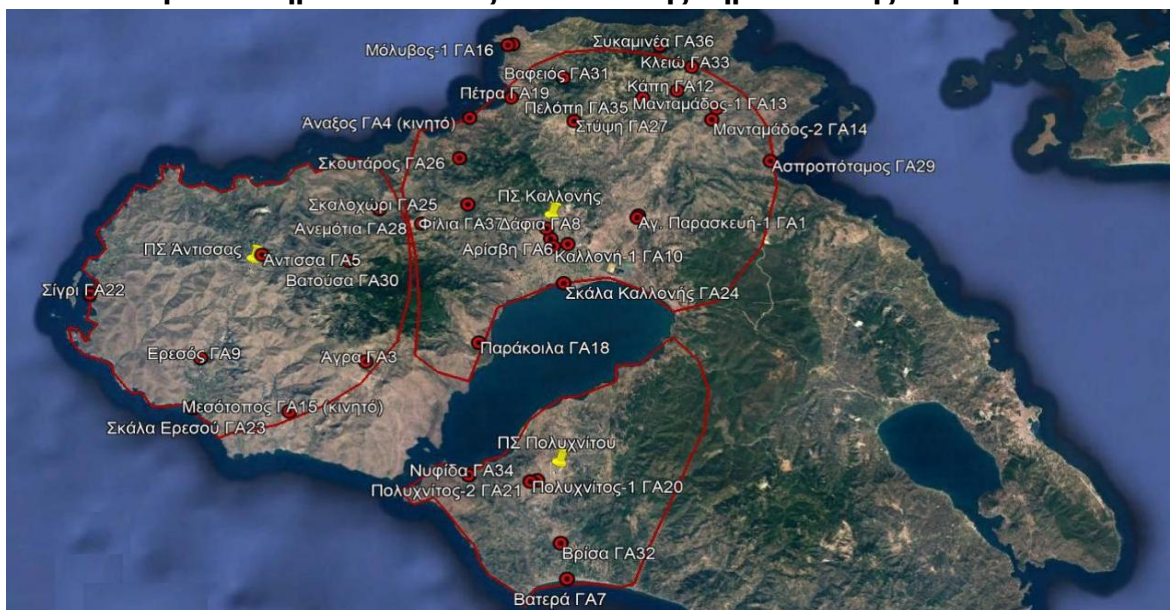 Μόλυβος-1 ΓΑ16
Συκαμινέα ΓΑ36
Κλειώ ΓΑ33
Βαφειός ΓΑ31
Κάπη ΓΑ12
Πέτρα ΓΑ19
Πελόπη ΓΑ35
Μανταμάδος-1 ΓΑ13
Άναξος ΓΑ4 (κινητό)
Στύψη ΓΑ27
Μανταμάδος-2 ΓΑ14
Σκουτάρος ΓΑ26
Ασπροπόταμος ΓΑ29
ΠΣ Καλλονής
Σκαλοχώρι ΓΑ25
Φίλια ΓΑ37
Δάφια ΓΑ8
Αγ. Παρασκευή-1 ΓΑ1
Ανεμότια ΓΑ28
ΠΣ Άντισσας
Αρίσβη ΓΑ6
Καλλονή-1 ΓΑ10
Άντισσα ΓΑ5
Βατούσα ΓΑ30
Σίγρι ΓΑ22
Σκάλα Καλλονής ΓΑ24
Παράκοιλα ΓΑ18
Ερεσός ΓΑ9
Άγρα ΓΑ3
Μεσότοπος ΓΑ15 (κινητό)
Σκάλα Ερεσού ΓΑ23
ΠΣ Πολυχνίτου
Νυφίδα ΓΑ34
Πολυχνίτος-2 ΓΑ21
Πολυχνίτος-1 ΓΑ20
Βρίσα ΓΑ32
Βατερά ΓΑ7